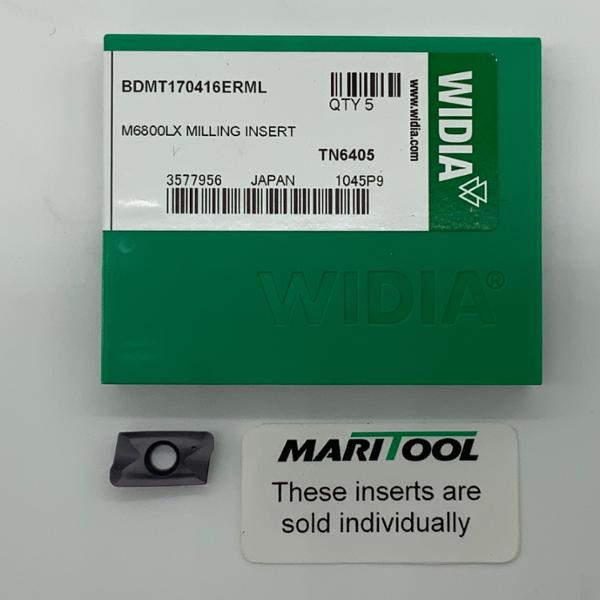 BDMT170416ERML
QTY 5
M6800LX MILLING INSERT
TN6405
3577956 JAPAN 1045P9
www.widia.com
WIDIA
WIDIA®
MARITOOL
These inserts are
sold individually